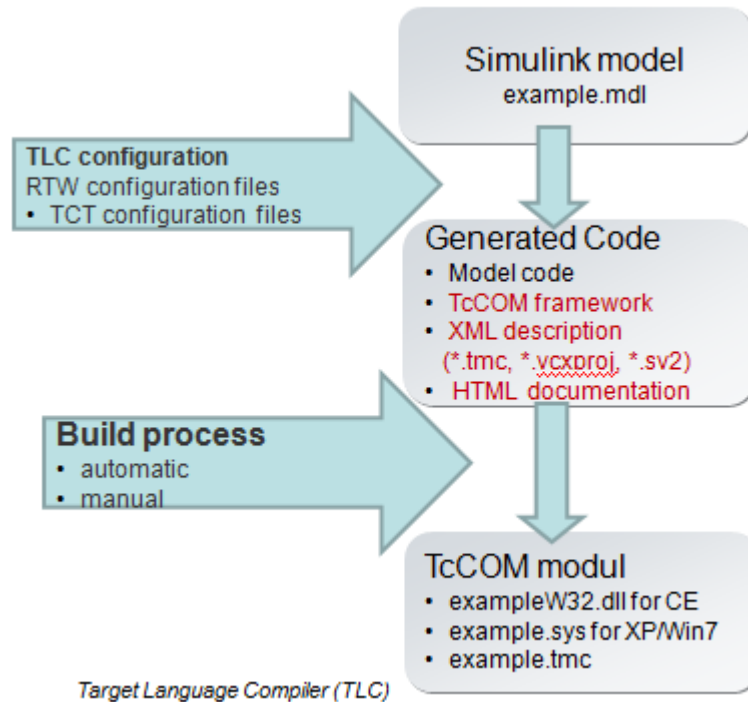 Simulink model
example.mdl
TLC configuration
RTW configuration files
• TCT configuration files
Generated Code
• Model code
• TcCOM framework
• XML description
(*.tmc, *.vcxproj, *.sv2)
• HTML documentation
Build process
• automatic
• manual
TcCOM modul
• exampleW32.dll for CE
• example.sys for XP/Win7
• example.tmc
Target Language Compiler (TLC)